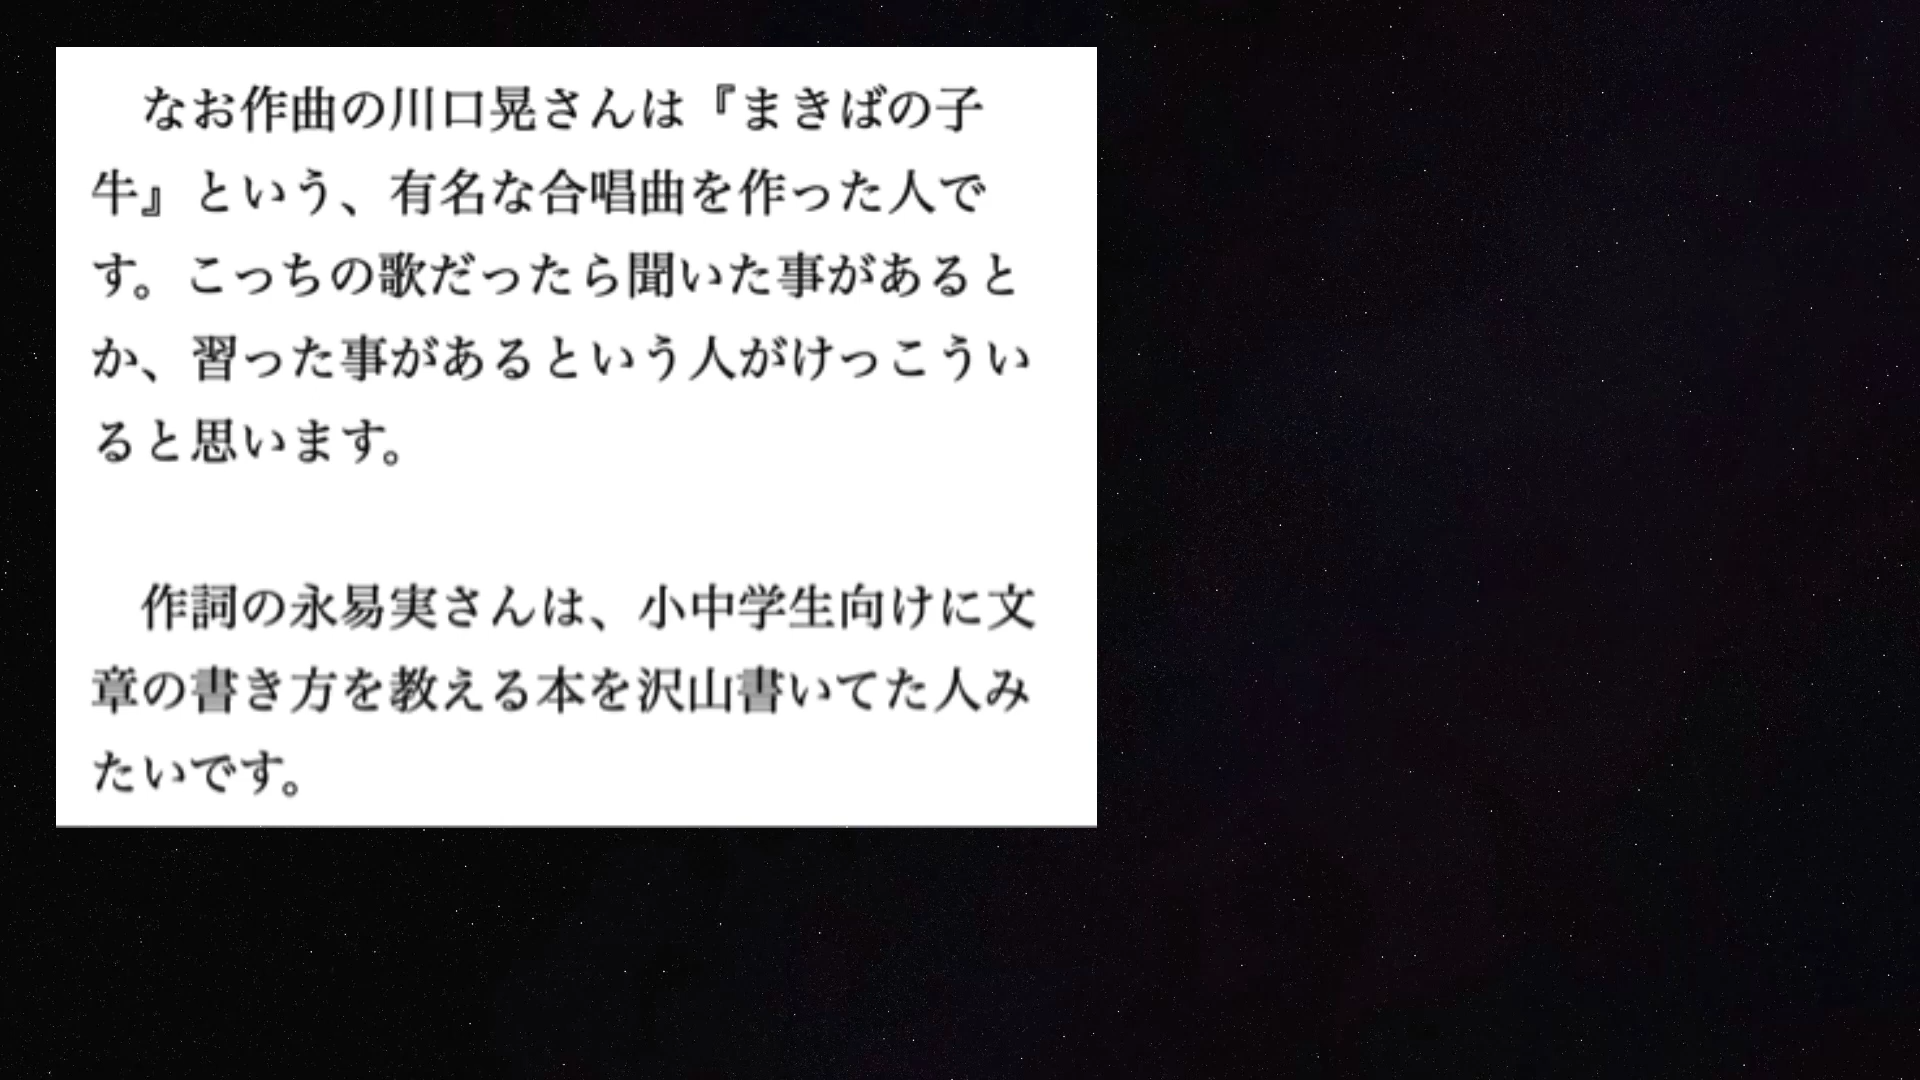 なお作曲の川口晃さんは『まきばの子
牛』という、有名な合唱曲を作った人で
す。こっちの歌だったら聞いた事があると
か、習った事があるという人がけっこうい
ると思います。
作詞の永易実さんは、小中学生向けに文
章の書き方を教える本を沢山書いてた人み
たいです。